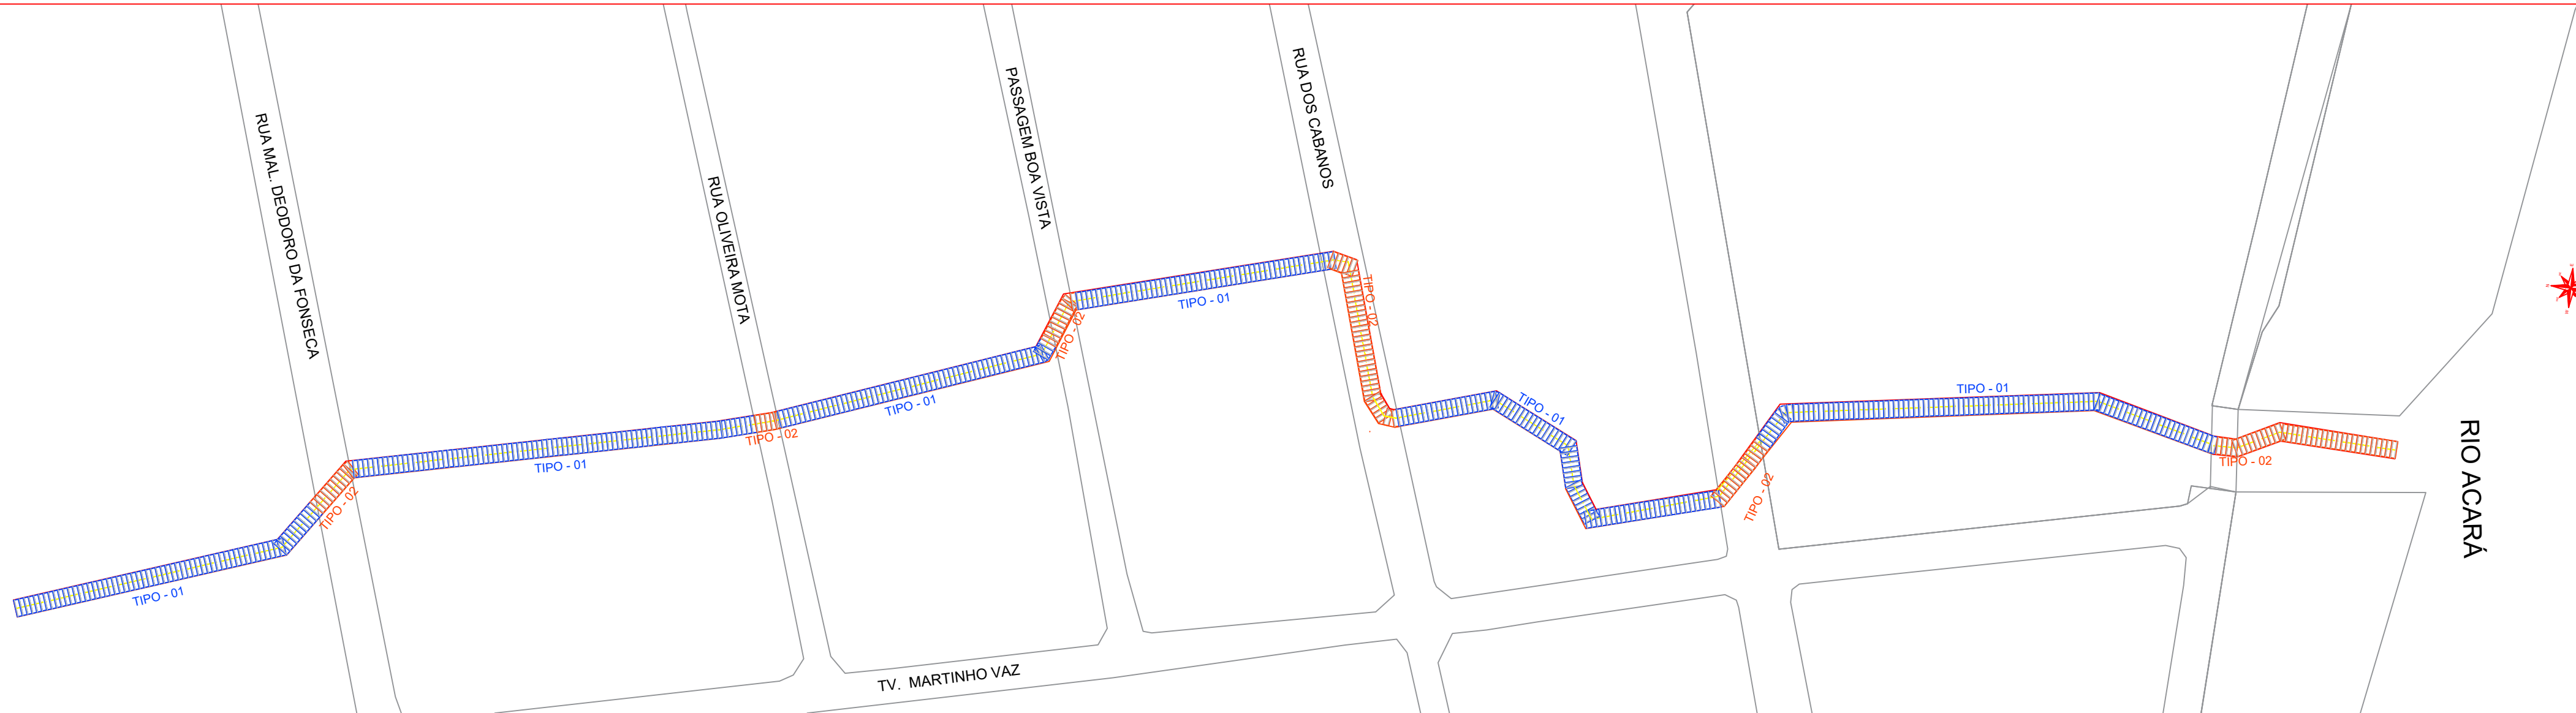 RUA MAL. DEODORO DA FONSECA
RUA OLIVEIRA MOTA
PASSAGEM BOA VISTA
RUA DOS CABANOS
TIPO - 01
TIPO - 02
TIPO - 01
TIPO - 02
TIPO - 01
TIPO - 02
TIPO - 01
TIPO - 02
TIPO - 01
TIPO - 02
TIPO - 01
TIPO - 02
TV. MARTINHO VAZ
RIO ACARÁ